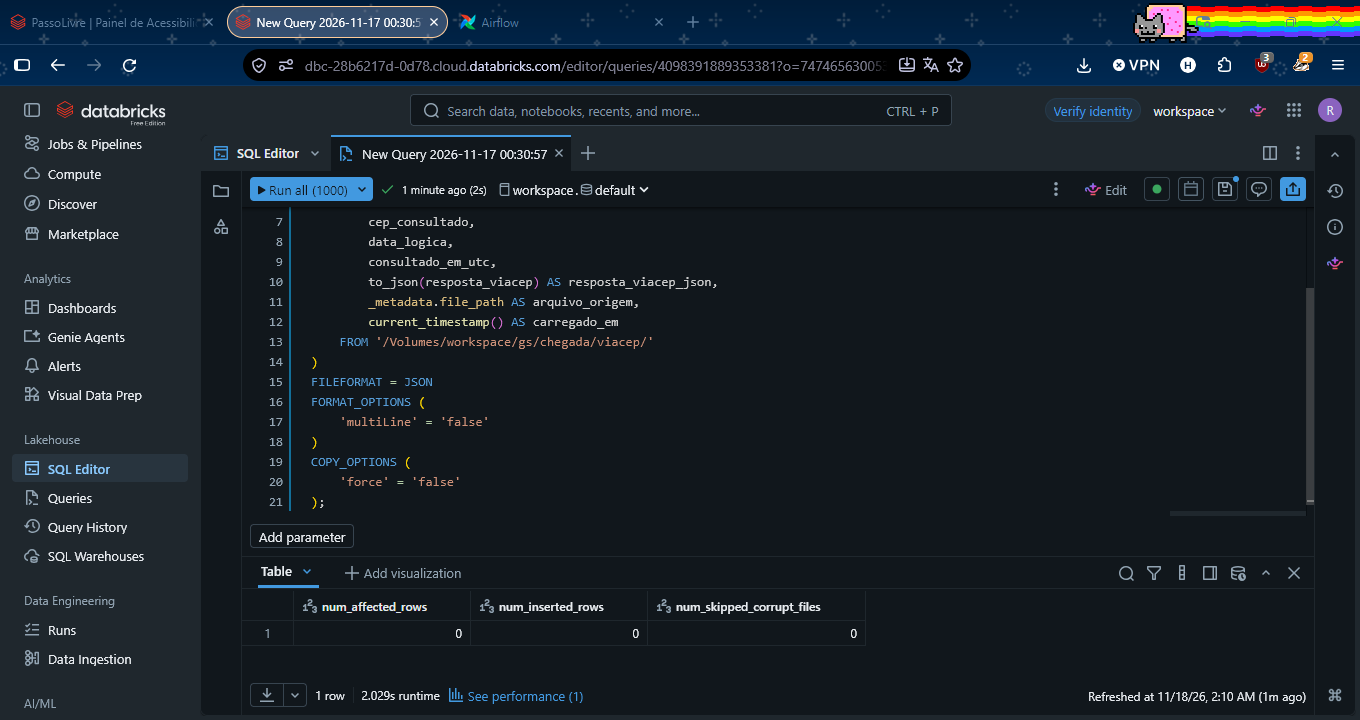 PassoLivre | Painel de Acessibili
New Query 2026-11-17 00:30:5
Airflow
dbc-28b6217d-0d78.cloud.databricks.com/editor/queries/4098391889353381?o=74746563005
VPN
H
3
2
databricks
Free Edition
Search data, notebooks, recents, and more...
CTRL + P
Verify identity
workspace
R
Jobs & Pipelines
Compute
Discover
Marketplace
Analytics
Dashboards
Genie Agents
Alerts
Visual Data Prep
Lakehouse
SQL Editor
Queries
Query History
SQL Warehouses
Data Engineering
Runs
Data Ingestion
AI/ML
SQL Editor
New Query 2026-11-17 00:30:57
Run all (1000)
1 minute ago (2s)
workspace . default
Edit
7 cep_consultado,
8 data_logica,
9 consultado_em_utc,
10 to_json(resposta_viacep) AS resposta_viacep_json,
11 _metadata.file_path AS arquivo_origem,
12 current_timestamp() AS carregado_em
13 FROM '/Volumes/workspace/gs/chegada/viacep/'
14 )
15 FILEFORMAT = JSON
16 FORMAT_OPTIONS (
17 'multiLine' = 'false'
18 )
19 COPY_OPTIONS (
20 'force' = 'false'
21 );
Add parameter
Table
Add visualization
123 num_affected_rows
123 num_inserted_rows
123 num_skipped_corrupt_files
1 0 0 0
1 row
2.029s runtime
See performance (1)
Refreshed at 11/18/26, 2:10 AM (1m ago)